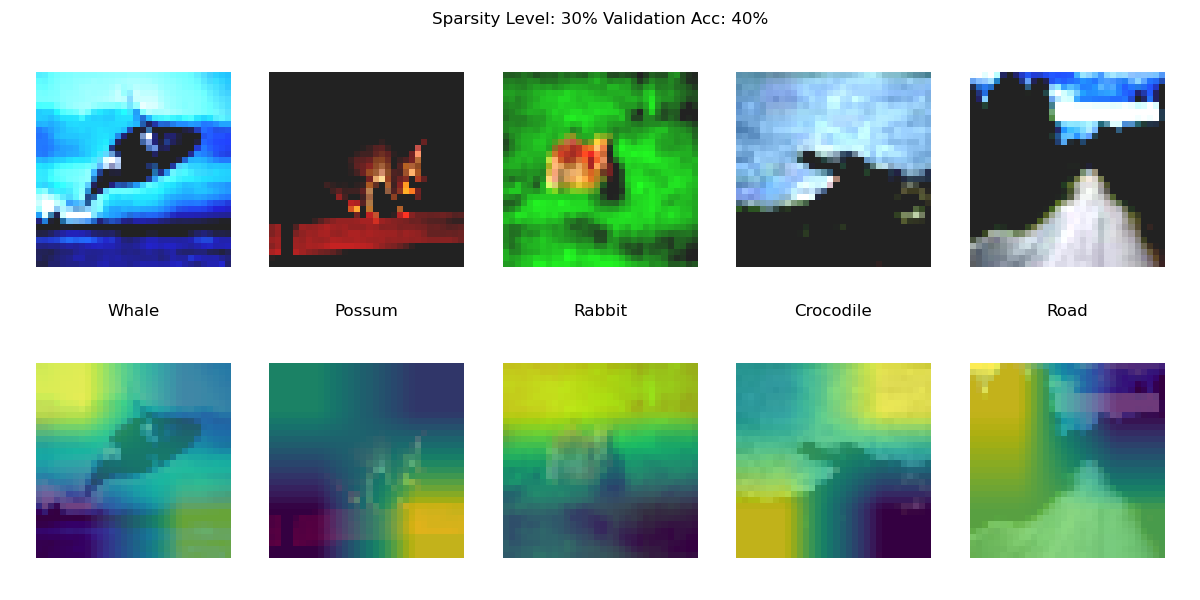 Sparsity Level: 30% Validation Acc: 40%
Whale
Possum
Rabbit
Crocodile
Road